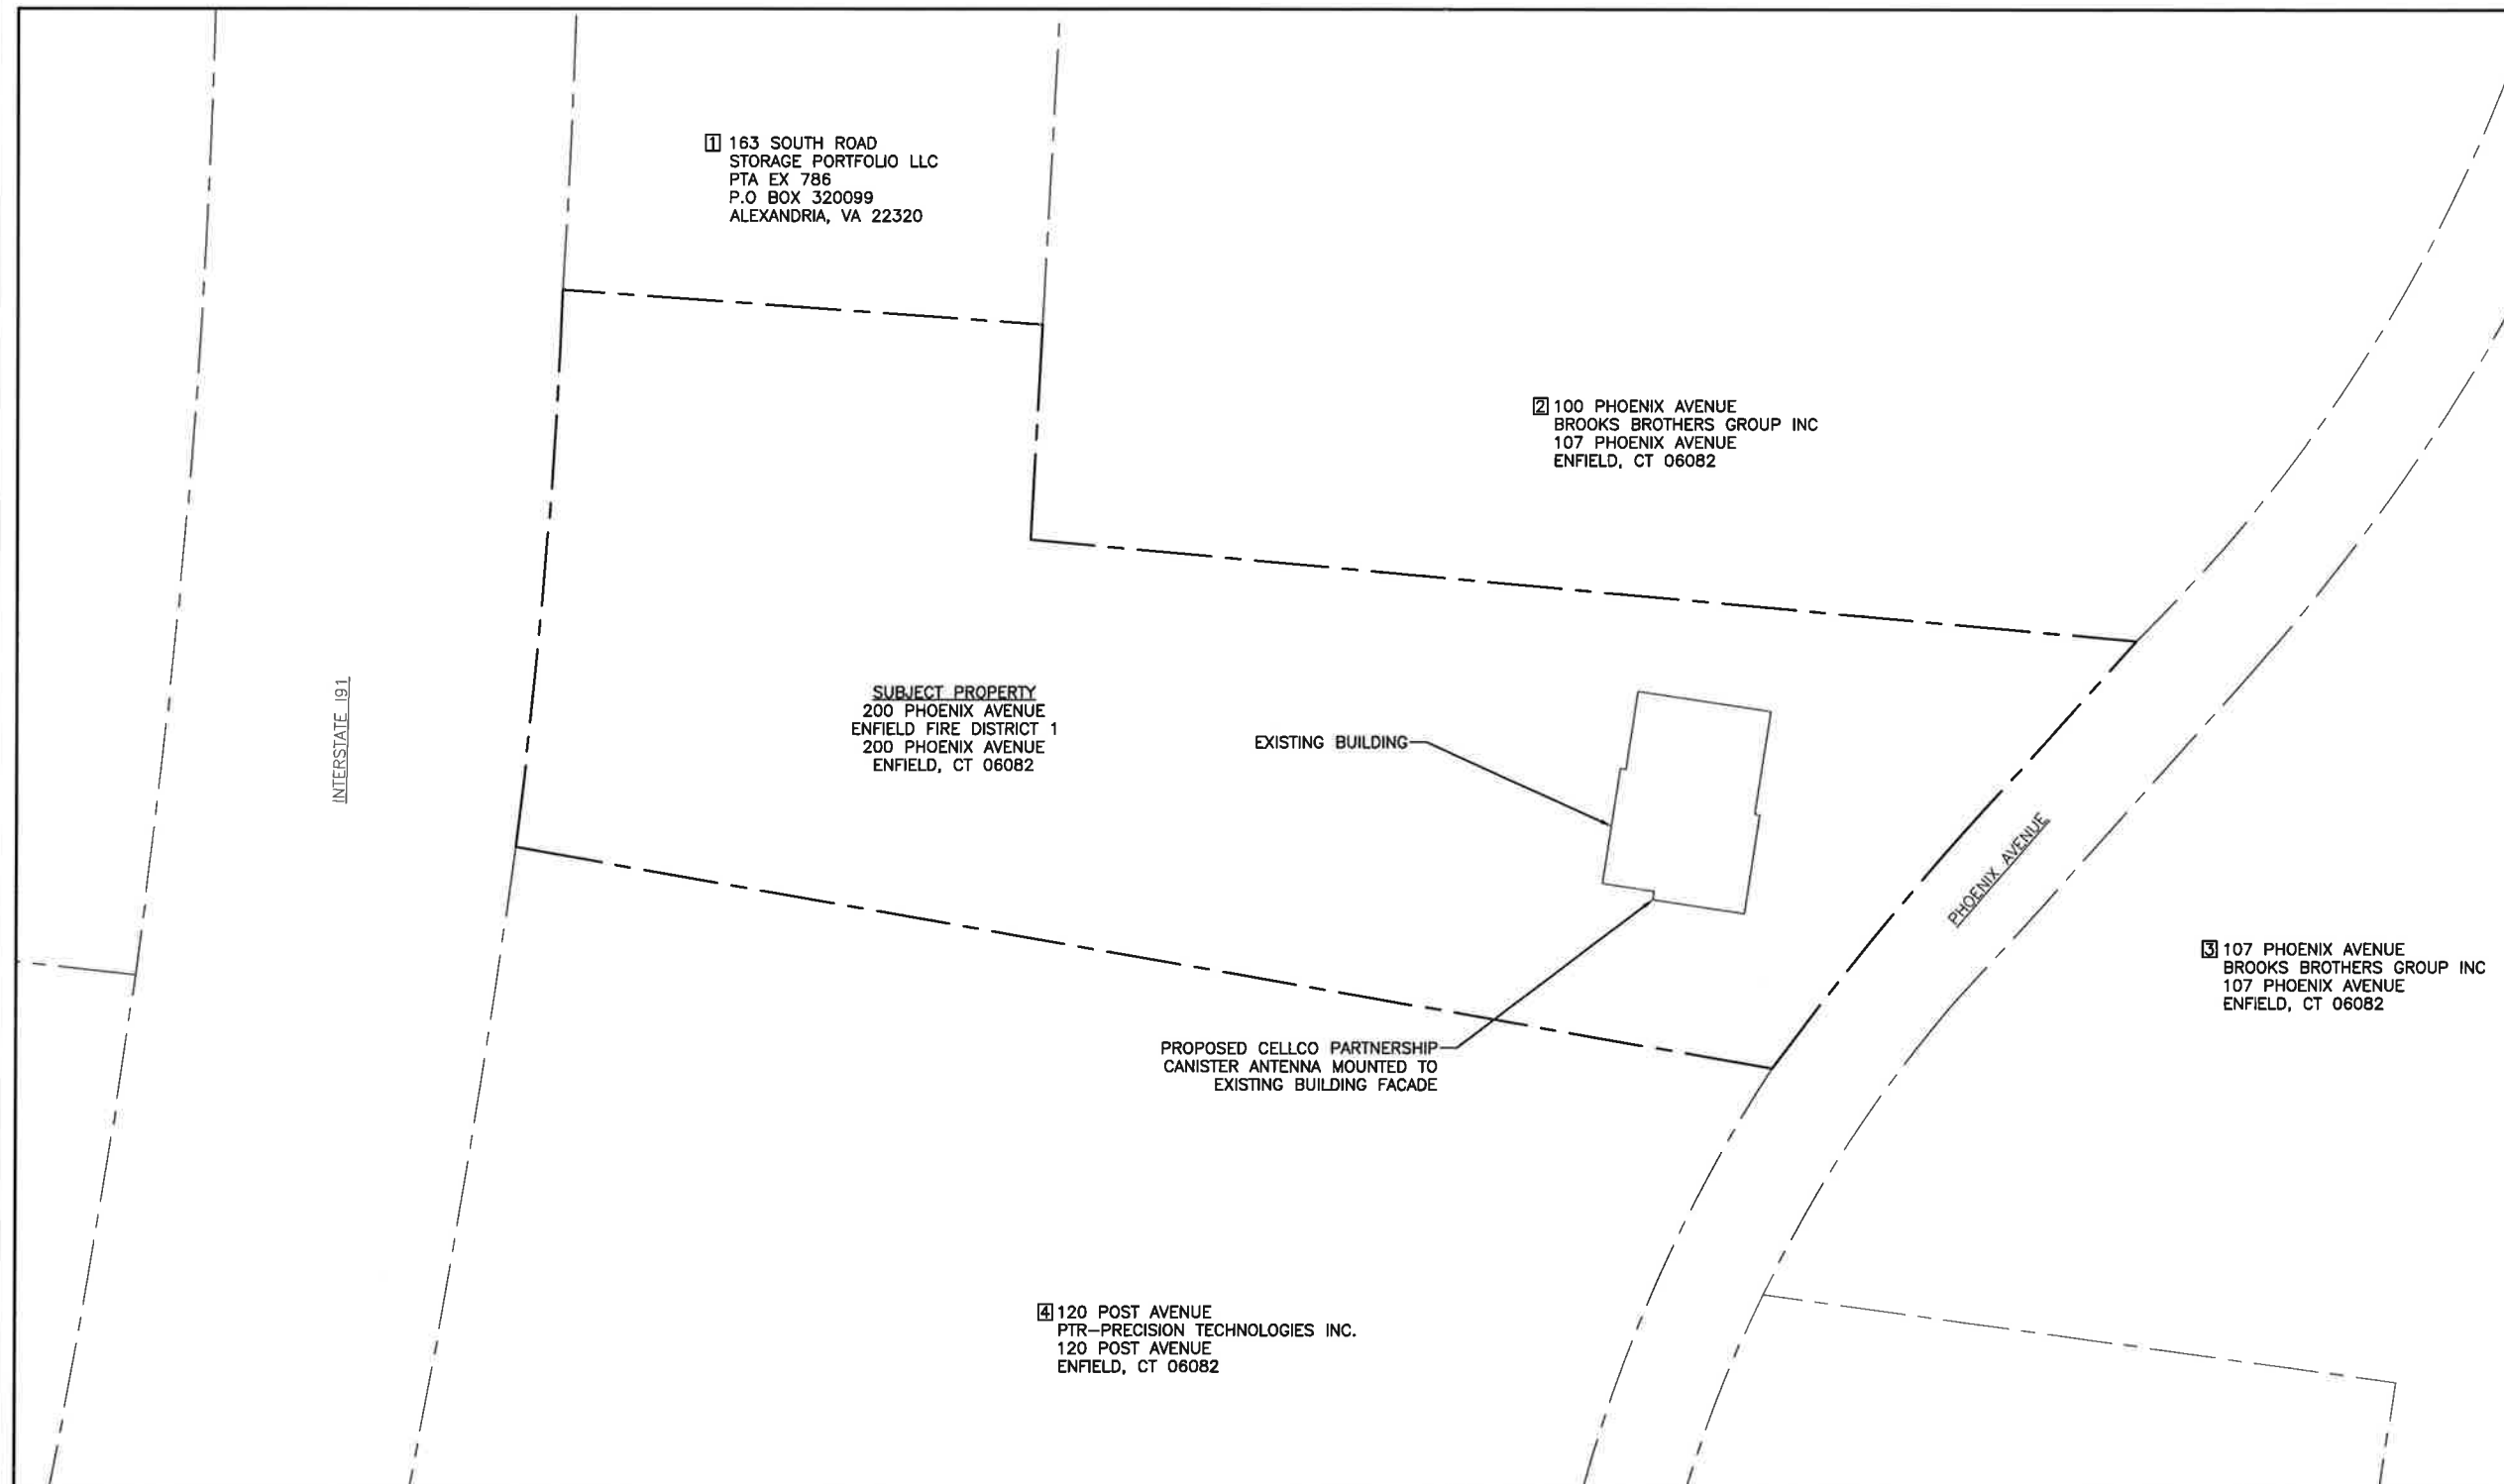 1 163 SOUTH ROAD
STORAGE PORTFOLIO LLC
PTA EX 786
P.O BOX 320099
ALEXANDRIA, VA 22320
2 100 PHOENIX AVENUE
BROOKS BROTHERS GROUP INC
107 PHOENIX AVENUE
ENFIELD, CT 06082
INTERSTATE I91
SUBJECT PROPERTY
200 PHOENIX AVENUE
ENFIELD FIRE DISTRICT 1
200 PHOENIX AVENUE
ENFIELD, CT 06082
EXISTING BUILDING
PHOENIX AVENUE
3 107 PHOENIX AVENUE
BROOKS BROTHERS GROUP INC
107 PHOENIX AVENUE
ENFIELD, CT 06082
PROPOSED CELLCO PARTNERSHIP
CANISTER ANTENNA MOUNTED TO
EXISTING BUILDING FACADE
4 120 POST AVENUE
PTR-PRECISION TECHNOLOGIES INC.
120 POST AVENUE
ENFIELD, CT 06082